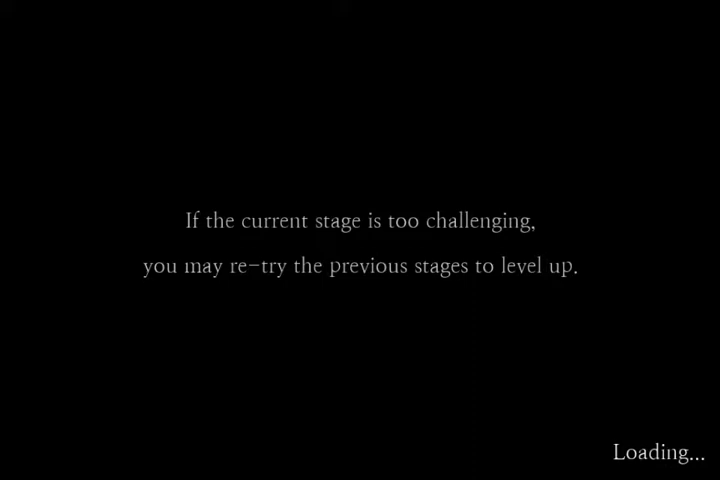 If the current stage is too challenging,
you may re-try the previous stages to level up.
Loading...